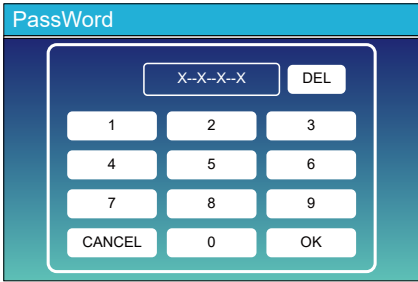 PassWord
X--X--X--X DEL
1 2 3
4 5 6
7 8 9
CANCEL 0 OK